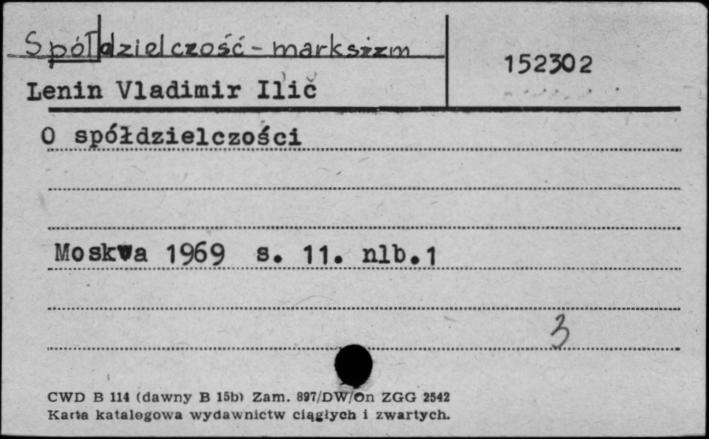 Spółdzielczość - marksizm
152302
Lenin Vladimir Ilič
O spółdzielczości
Moskwa 1969 s. 11. nlb.1
3
CWD B 114 (dawny B 15b) Zam. 897/DW/On ZGG 2542
Karta katalogowa wydawnictw ciągłych i zwartych.